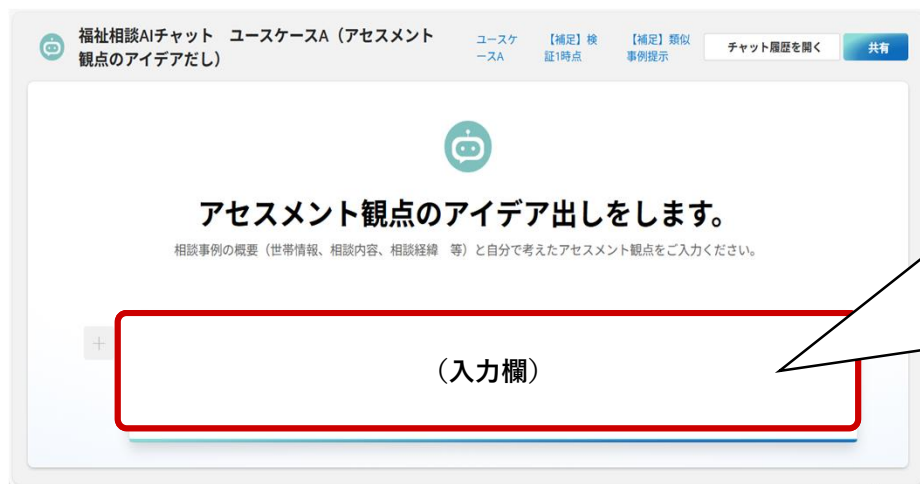 福祉相談AIチャット　ユースケースA（アセスメント
観点のアイデアだし）
ユースケ
ースA
【補足】検
証1時点
【補足】類似
事例提示
チャット履歴を開く
共有
アセスメント観点のアイデア出しをします。
相談事例の概要（世帯情報、相談内容、相談経緯　等）と自分で考えたアセスメント観点をご入力ください。
（入力欄）